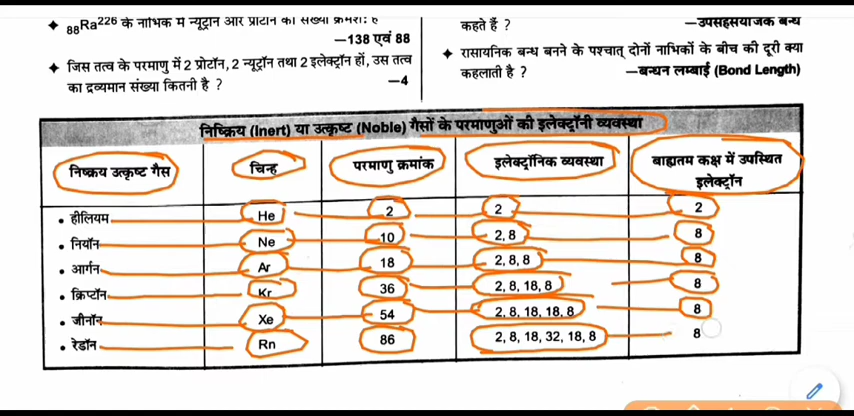 88Ra226 के नाभिक में न्यूट्रॉन और प्रोटॉन की संख्या क्रमशः है
—138 एवं 88
जिस तत्व के परमाणु में 2 प्रोटॉन, 2 न्यूट्रॉन तथा 2 इलेक्ट्रॉन हों, उस तत्व
का द्रव्यमान संख्या कितनी है ? —4
कहते हैं ? —उपसहसंयोजक बन्ध
रासायनिक बन्ध बनने के पश्चात् दोनों नाभिकों के बीच की दूरी क्या
कहलाती है ? —बन्धन लम्बाई (Bond Length)
निष्क्रिय (Inert) या उत्कृष्ट (Noble) गैसों के परमाणुओं की इलेक्ट्रॉनी व्यवस्था
निष्क्रय उत्कृष्ट गैस चिन्ह परमाणु क्रमांक इलेक्ट्रॉनिक व्यवस्था बाह्यतम कक्ष में उपस्थित
इलेक्ट्रॉन
• हीलियम He 2 2 2
• नियॉन Ne 10 2, 8 8
• आर्गन Ar 18 2, 8, 8 8
• क्रिप्टॉन Kr 36 2, 8, 18, 8 8
• जीनॉन Xe 54 2, 8, 18, 18, 8 8
• रेडॉन Rn 86 2, 8, 18, 32, 18, 8 8